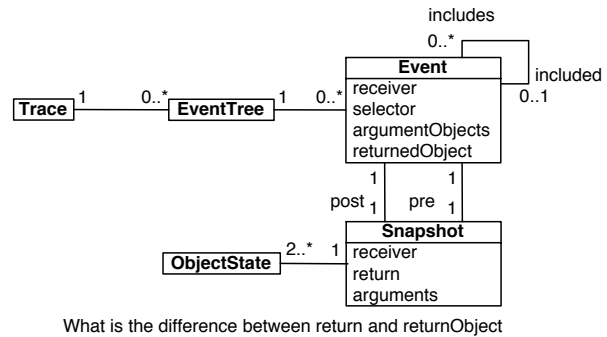 includes
0..*
Event
included
0..1
receiver
selector
argumentObjects
returnedObject
Trace
1
0..*
EventTree
1
0..*
1
1
post
pre
1
1
Snapshot
receiver
return
arguments
ObjectState
2..*
1
What is the difference between return and returnObject